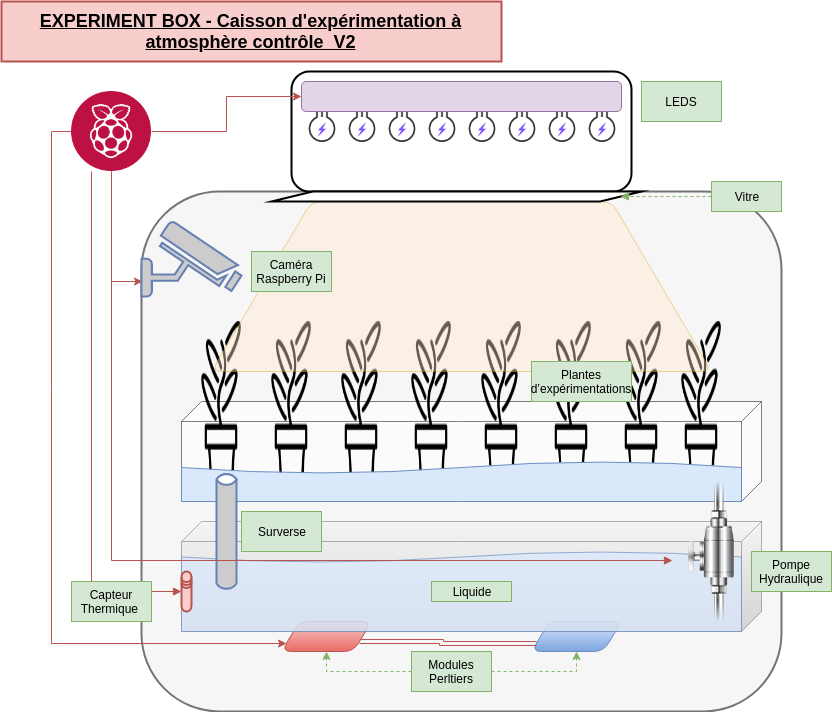 EXPERIMENT BOX - Caisson d'expérimentation à
atmosphère contrôle V2
LEDS
Vitre
Caméra
Raspberry Pi
Plantes
d'expérimentations
Surverse
Pompe
Hydraulique
Capteur
Thermique
Liquide
Modules
Perltiers